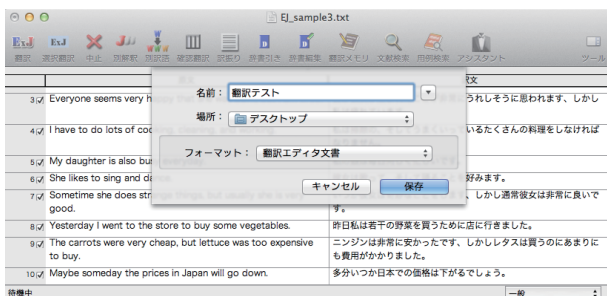 EJ_sample3.txt
翻訳 選択翻訳 中止 別解釈 別訳語 確認翻訳 訳振り 辞書引き 辞書編集 翻訳メモリ 文献検索 用例検索 アシスタント ツール
名前： 翻訳テスト
場所： デスクトップ
フォーマット： 翻訳エディタ文書
キャンセル 保存
3 Everyone seems very うれしそうに思われます、しかし
4 I have to do lots of いるたくさんの料理をしなければ
5 My daughter is also
6 She likes to sing and 好みます。
7 Sometime she does しかし通常彼女は非常に良いで
good. す。
8 Yesterday I went to the store to buy some vegetables. 昨日私は若干の野菜を買うために店に行きました。
9 The carrots were very cheap, but lettuce was too expensive ニンジンは非常に安かったです、しかしレタスは買うのにあまりに
to buy. も費用がかかりました。
10 Maybe someday the prices in Japan will go down. 多分いつか日本での価格は下がるでしょう。
待機中 一般